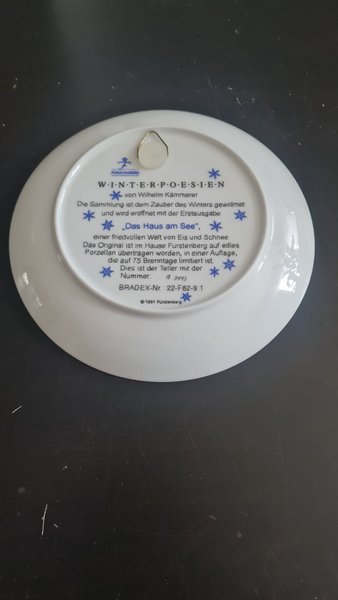 FÜRSTENBERG
W·I·N·T·E·R·P·O·E·S·I·E·N
von Wilhelm Kämmerer
Die Sammlung ist dem Zauber des Winters gewidmet
und wird eröffnet mit der Erstausgabe
„Das Haus am See",
einer friedvollen Welt von Eis und Schnee
Das Original ist im Hause Fürstenberg auf edles
Porzellan übertragen worden, in einer Auflage,
die auf 75 Brenntage limitiert ist.
Dies ist der Teller mit der
Nummer.
BRADEX-Nr 22-F82-9.1
© 1991 Fürstenberg